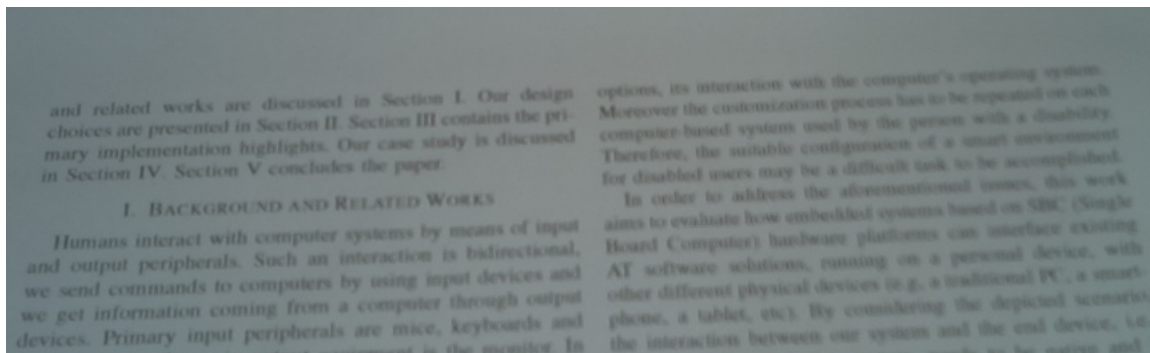 and related works are discussed in Section I. Our design
choices are presented in Section II. Section III contains the pri-
mary implementation highlights. Our case study is discussed
in Section IV. Section V concludes the paper.
I. BACKGROUND AND RELATED WORKS
Humans interact with computer systems by means of input
and output peripherals. Such an interaction is bidirectional,
we send commands to computers by using input devices and
we get information coming from a computer through output
devices. Primary input peripherals are mice, keyboards and
is the monitor. In
options, its interaction with the computer's operating system.
Moreover the customization process has to be repeated on each
computer-based system used by the person with a disability.
Therefore, the suitable configuration of a smart environment
for disabled users may be a difficult task to be accomplished.
In order to address the aforementioned issues, this work
aims to evaluate how embedded systems based on SBC (Single
Board Computer) hardware platforms can interface existing
AT software solutions, running on a personal device, with
other different physical devices (e.g. a traditional PC, a smart-
phone, a tablet, etc). By considering the depicted scenario
the interaction between our system and the end device, i.e